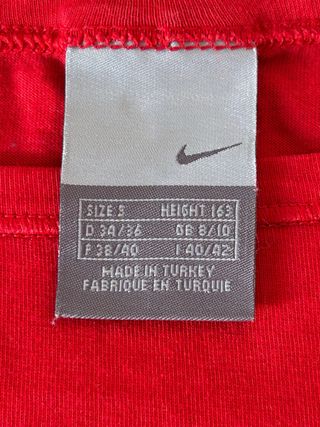 SIZE S HEIGHT 163
D 34/36 GB 8/10
F 38/40 I 40/42
MADE IN TURKEY
FABRIQUE EN TURQUIE